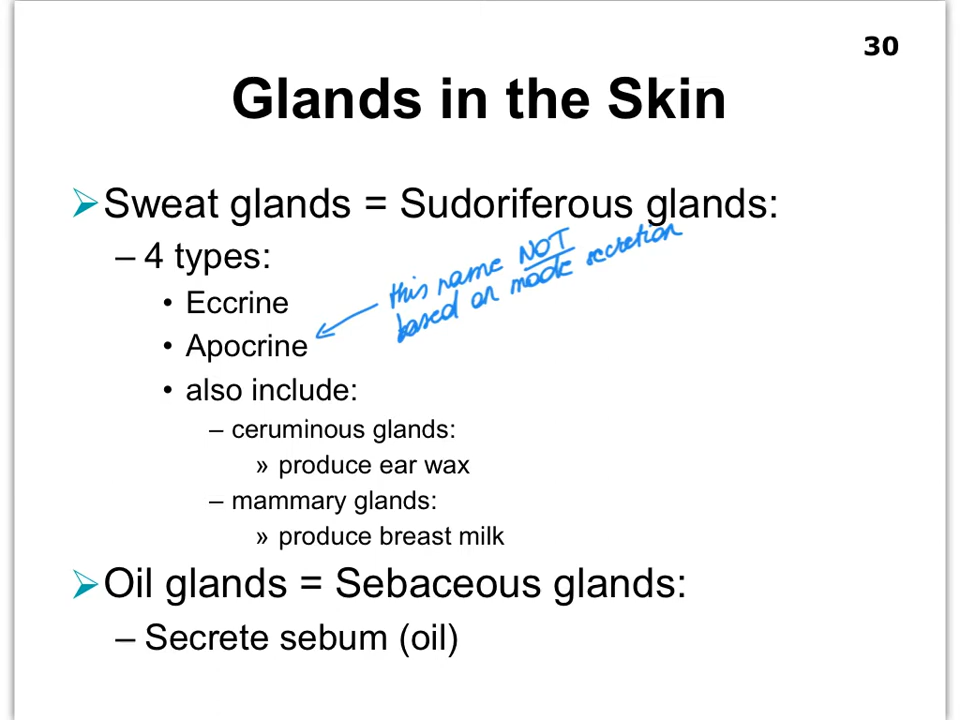 30
Glands in the Skin
➢Sweat glands = Sudoriferous glands:
– 4 types:
• Eccrine
• Apocrine
this name NOT
based on mode secretion
• also include:
– ceruminous glands:
» produce ear wax
– mammary glands:
» produce breast milk
➢Oil glands = Sebaceous glands:
– Secrete sebum (oil)